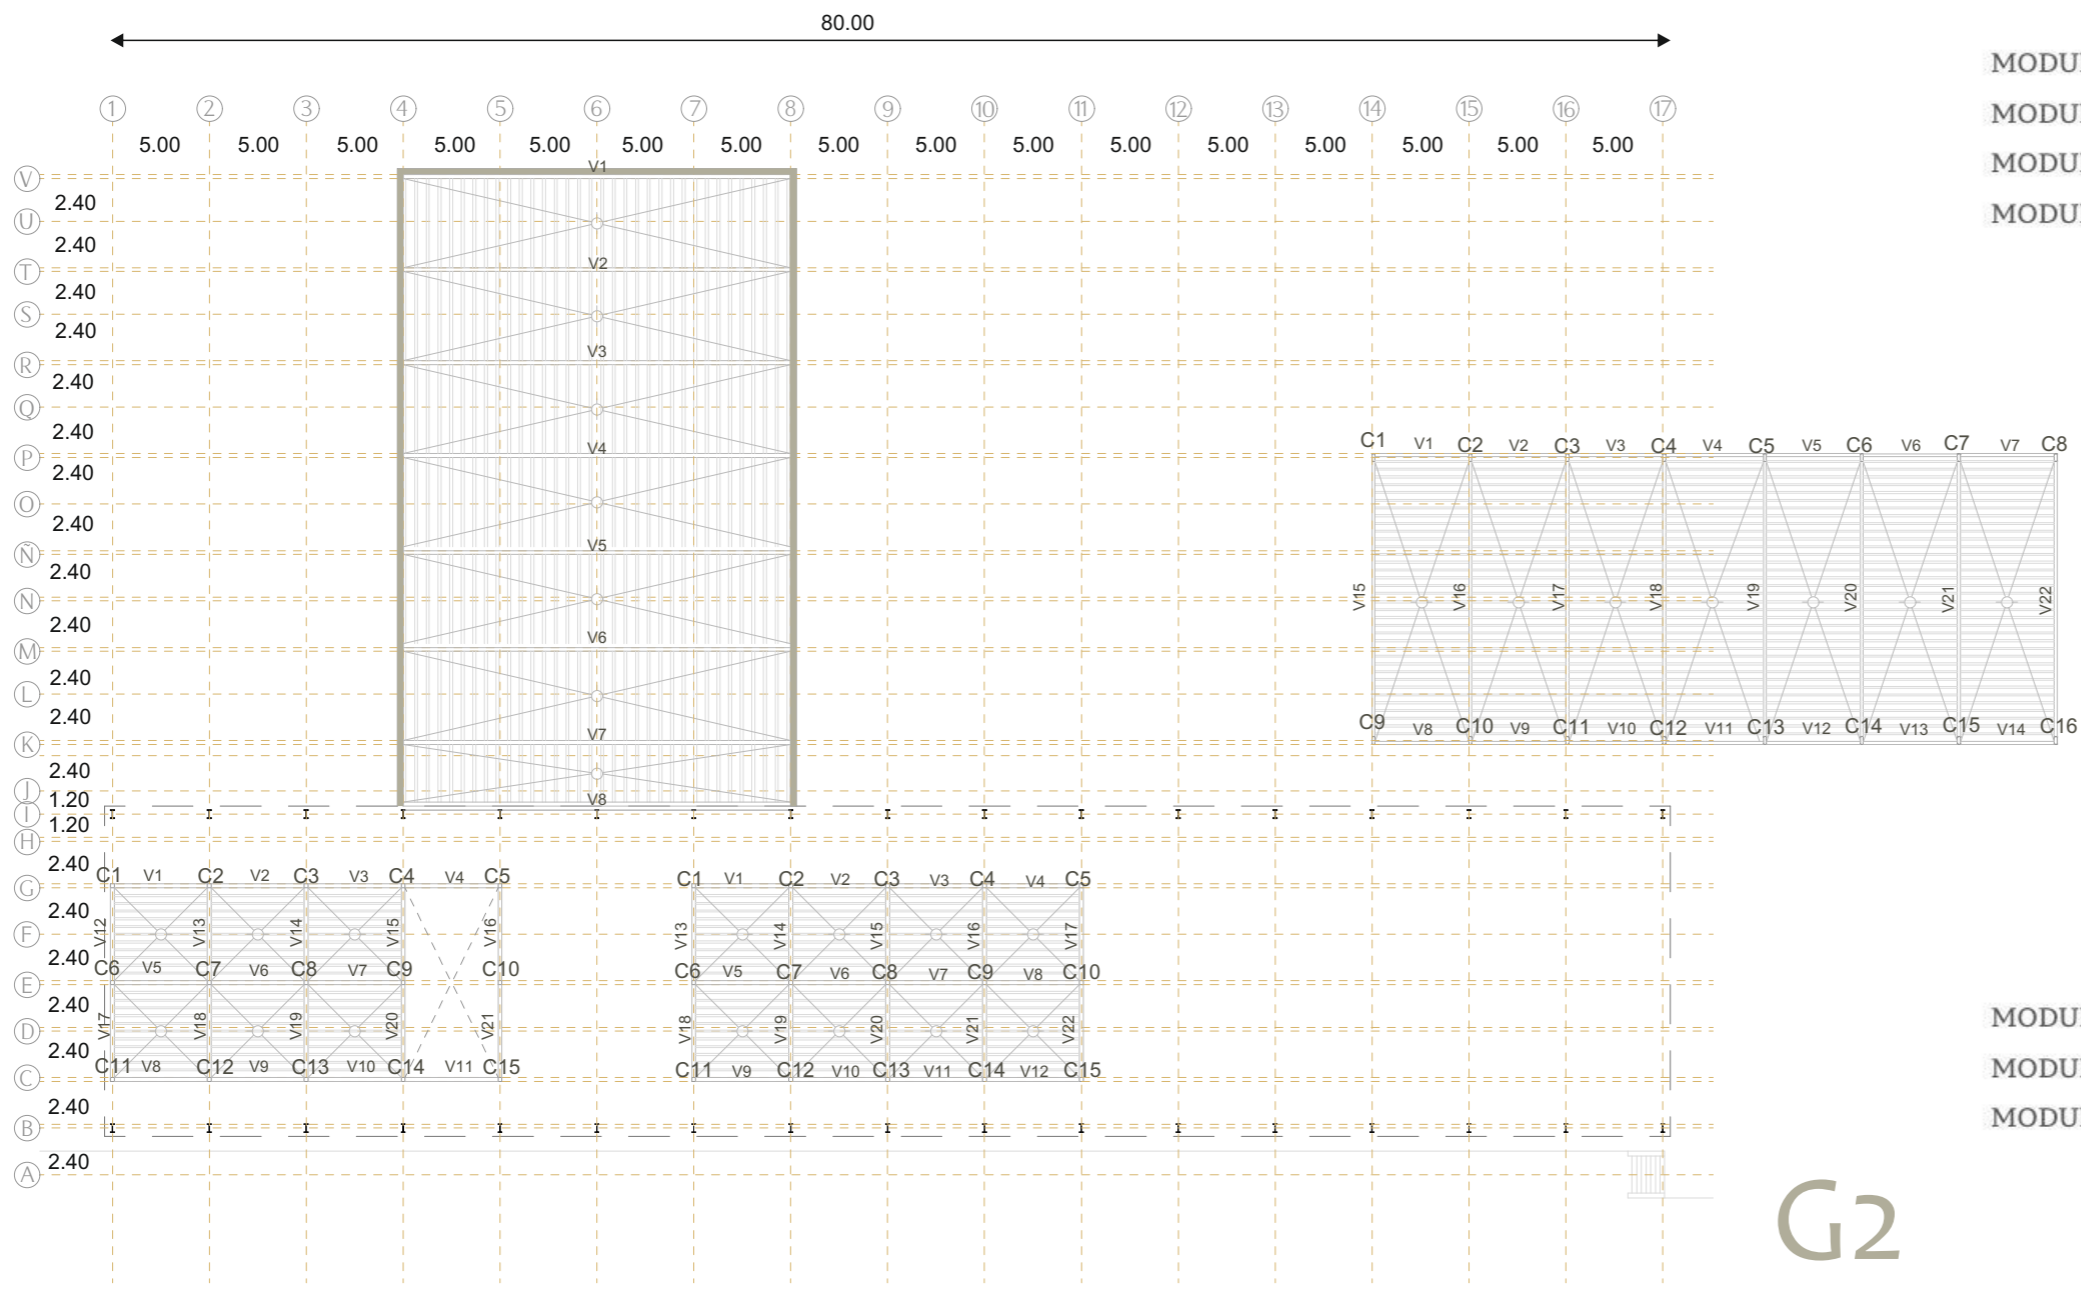 80.00
MODU
1 2 3 4 5 6 7 8 9 10 11 12 13 14 15 16 17
MODU
5.00 5.00 5.00 5.00 5.00 5.00 5.00 5.00 5.00 5.00 5.00 5.00 5.00 5.00 5.00 5.00
MODU
V1
V
2.40
MODU
U
2.40
V2
T
2.40
S
2.40
V3
R
2.40
Q
2.40
C1 V1 C2 V2 C3 V3 C4 V4 C5 V5 C6 V6 C7 V7 C8
V4
P
2.40
O
2.40
V5
Ñ
2.40
V15 V16 V17 V18 V19 V20 V21 V22
N
2.40
V6
M
2.40
L
2.40
C9 V8 C10 V9 C11 V10 C12 V11 C13 V12 C14 V13 C15 V14 C16
V7
K
2.40
J
1.20
V8
I
1.20
H
2.40
C1 V1 C2 V2 C3 V3 C4 V4 C5
C1 V1 C2 V2 C3 V3 C4 V4 C5
G
2.40
V12 V13 V14 V15 V16
V13 V14 V15 V16 V17
F
2.40
C6 V5 C7 V6 C8 V7 C9 C10
C6 V5 C7 V6 C8 V7 C9 V8 C10
E
2.40
V17 V18 V19 V20 V21
V18 V19 V20 V21 V22
D
2.40
C11 V8 C12 V9 C13 V10 C14 V11 C15
C11 V9 C12 V10 C13 V11 C14 V12 C15
C
2.40
B
2.40
A
MODU
MODU
MODU
G2